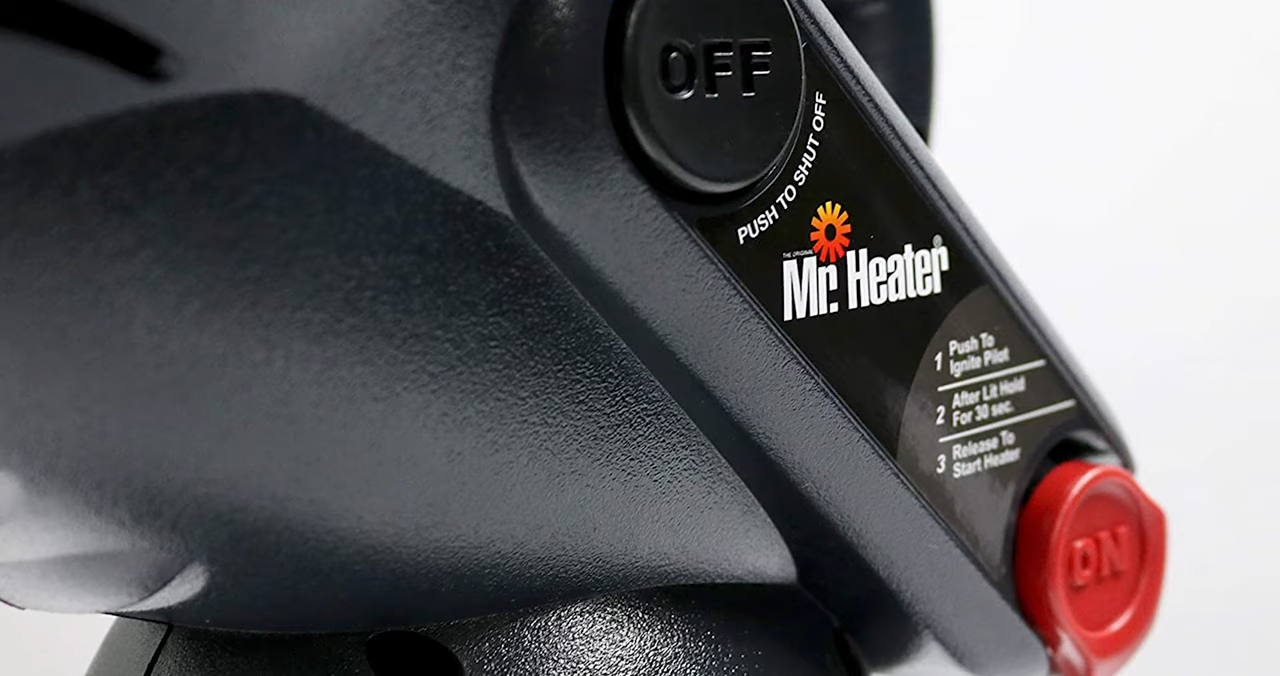 OFF
PUSH TO SHUT OFF
THE ORIGINAL
Mr. Heater®
1 Push To
Ignite Pilot
2 After Lit Hold
For 30 sec.
3 Release To
Start Heater
ON